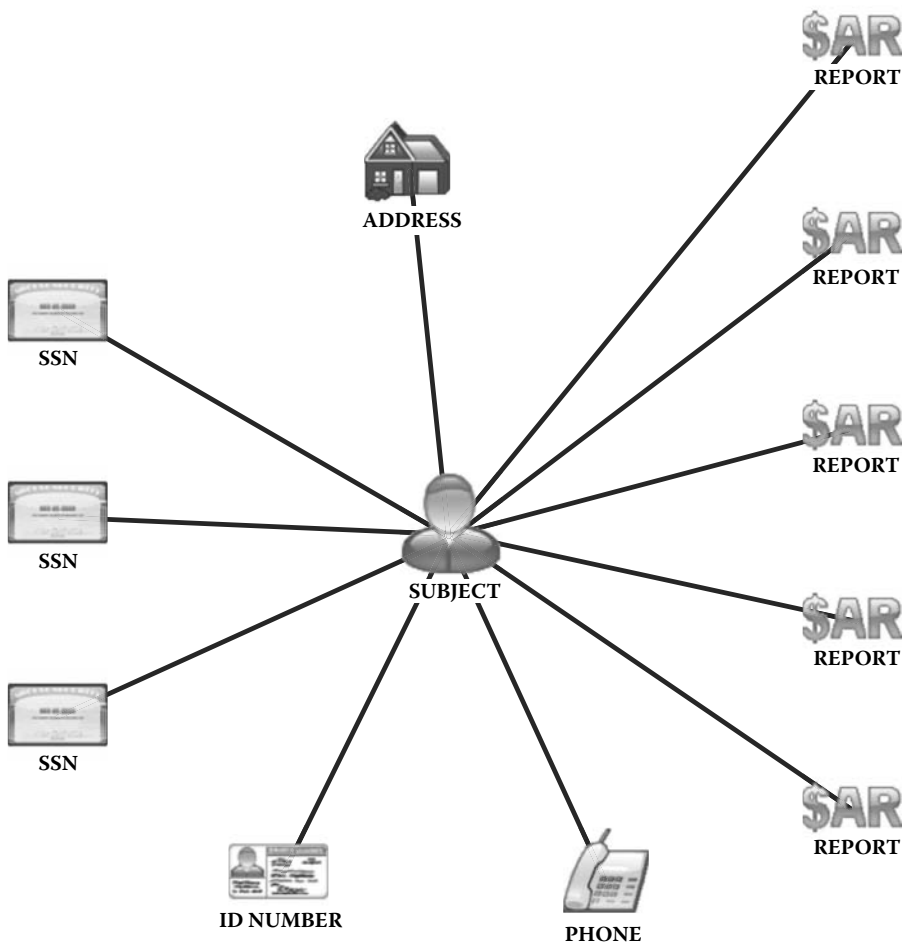 $AR
REPORT
ADDRESS
$AR
REPORT
SSN
$AR
REPORT
SSN
SUBJECT
$AR
REPORT
SSN
$AR
REPORT
ID NUMBER
PHONE